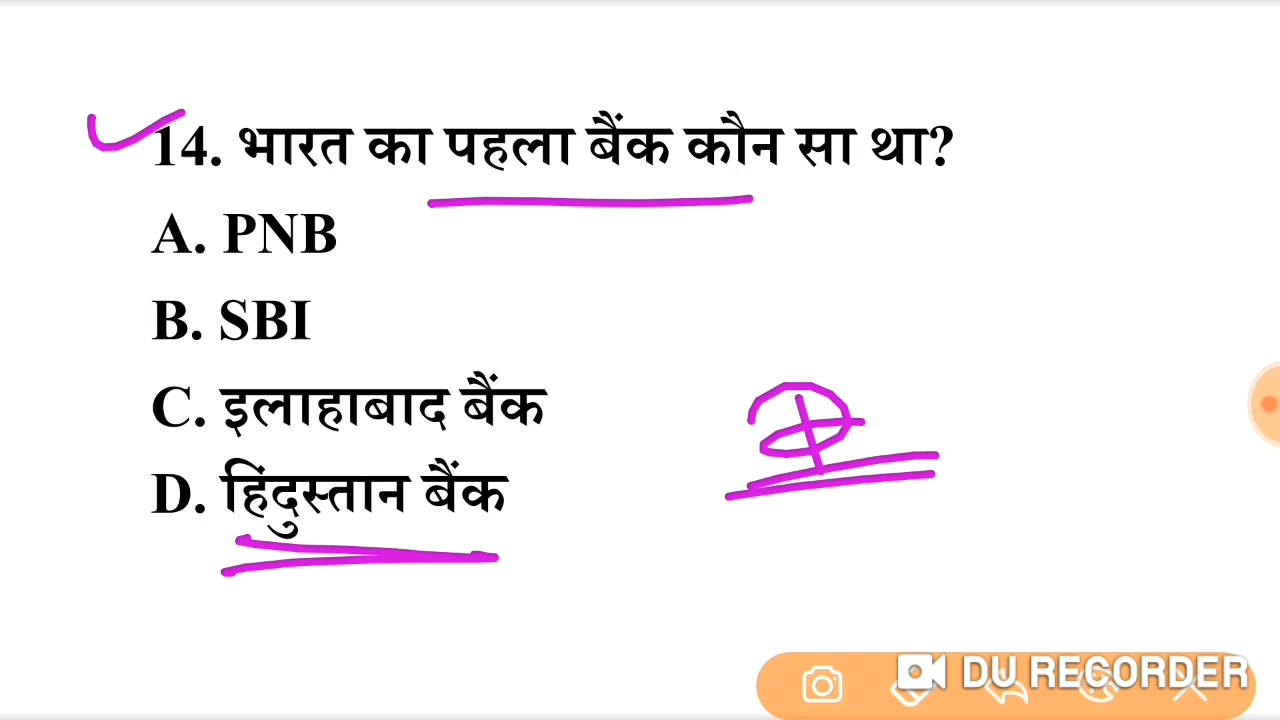 14. भारत का पहला बैंक कौन सा था?
A. PNB
B. SBI
C. इलाहाबाद बैंक
D. हिंदुस्तान बैंक
DU RECORDER